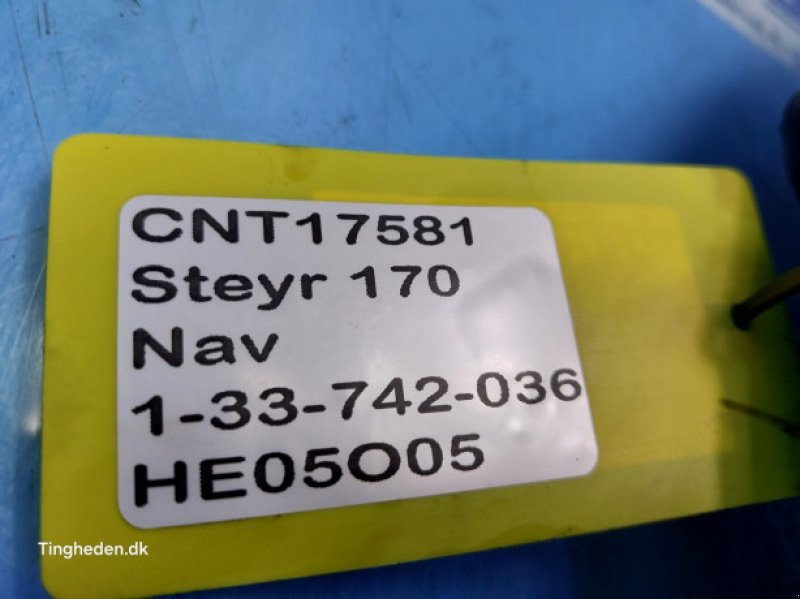 CNT17581
Steyr 170
Nav
1-33-742-036
HE05O05
Tingheden.dk